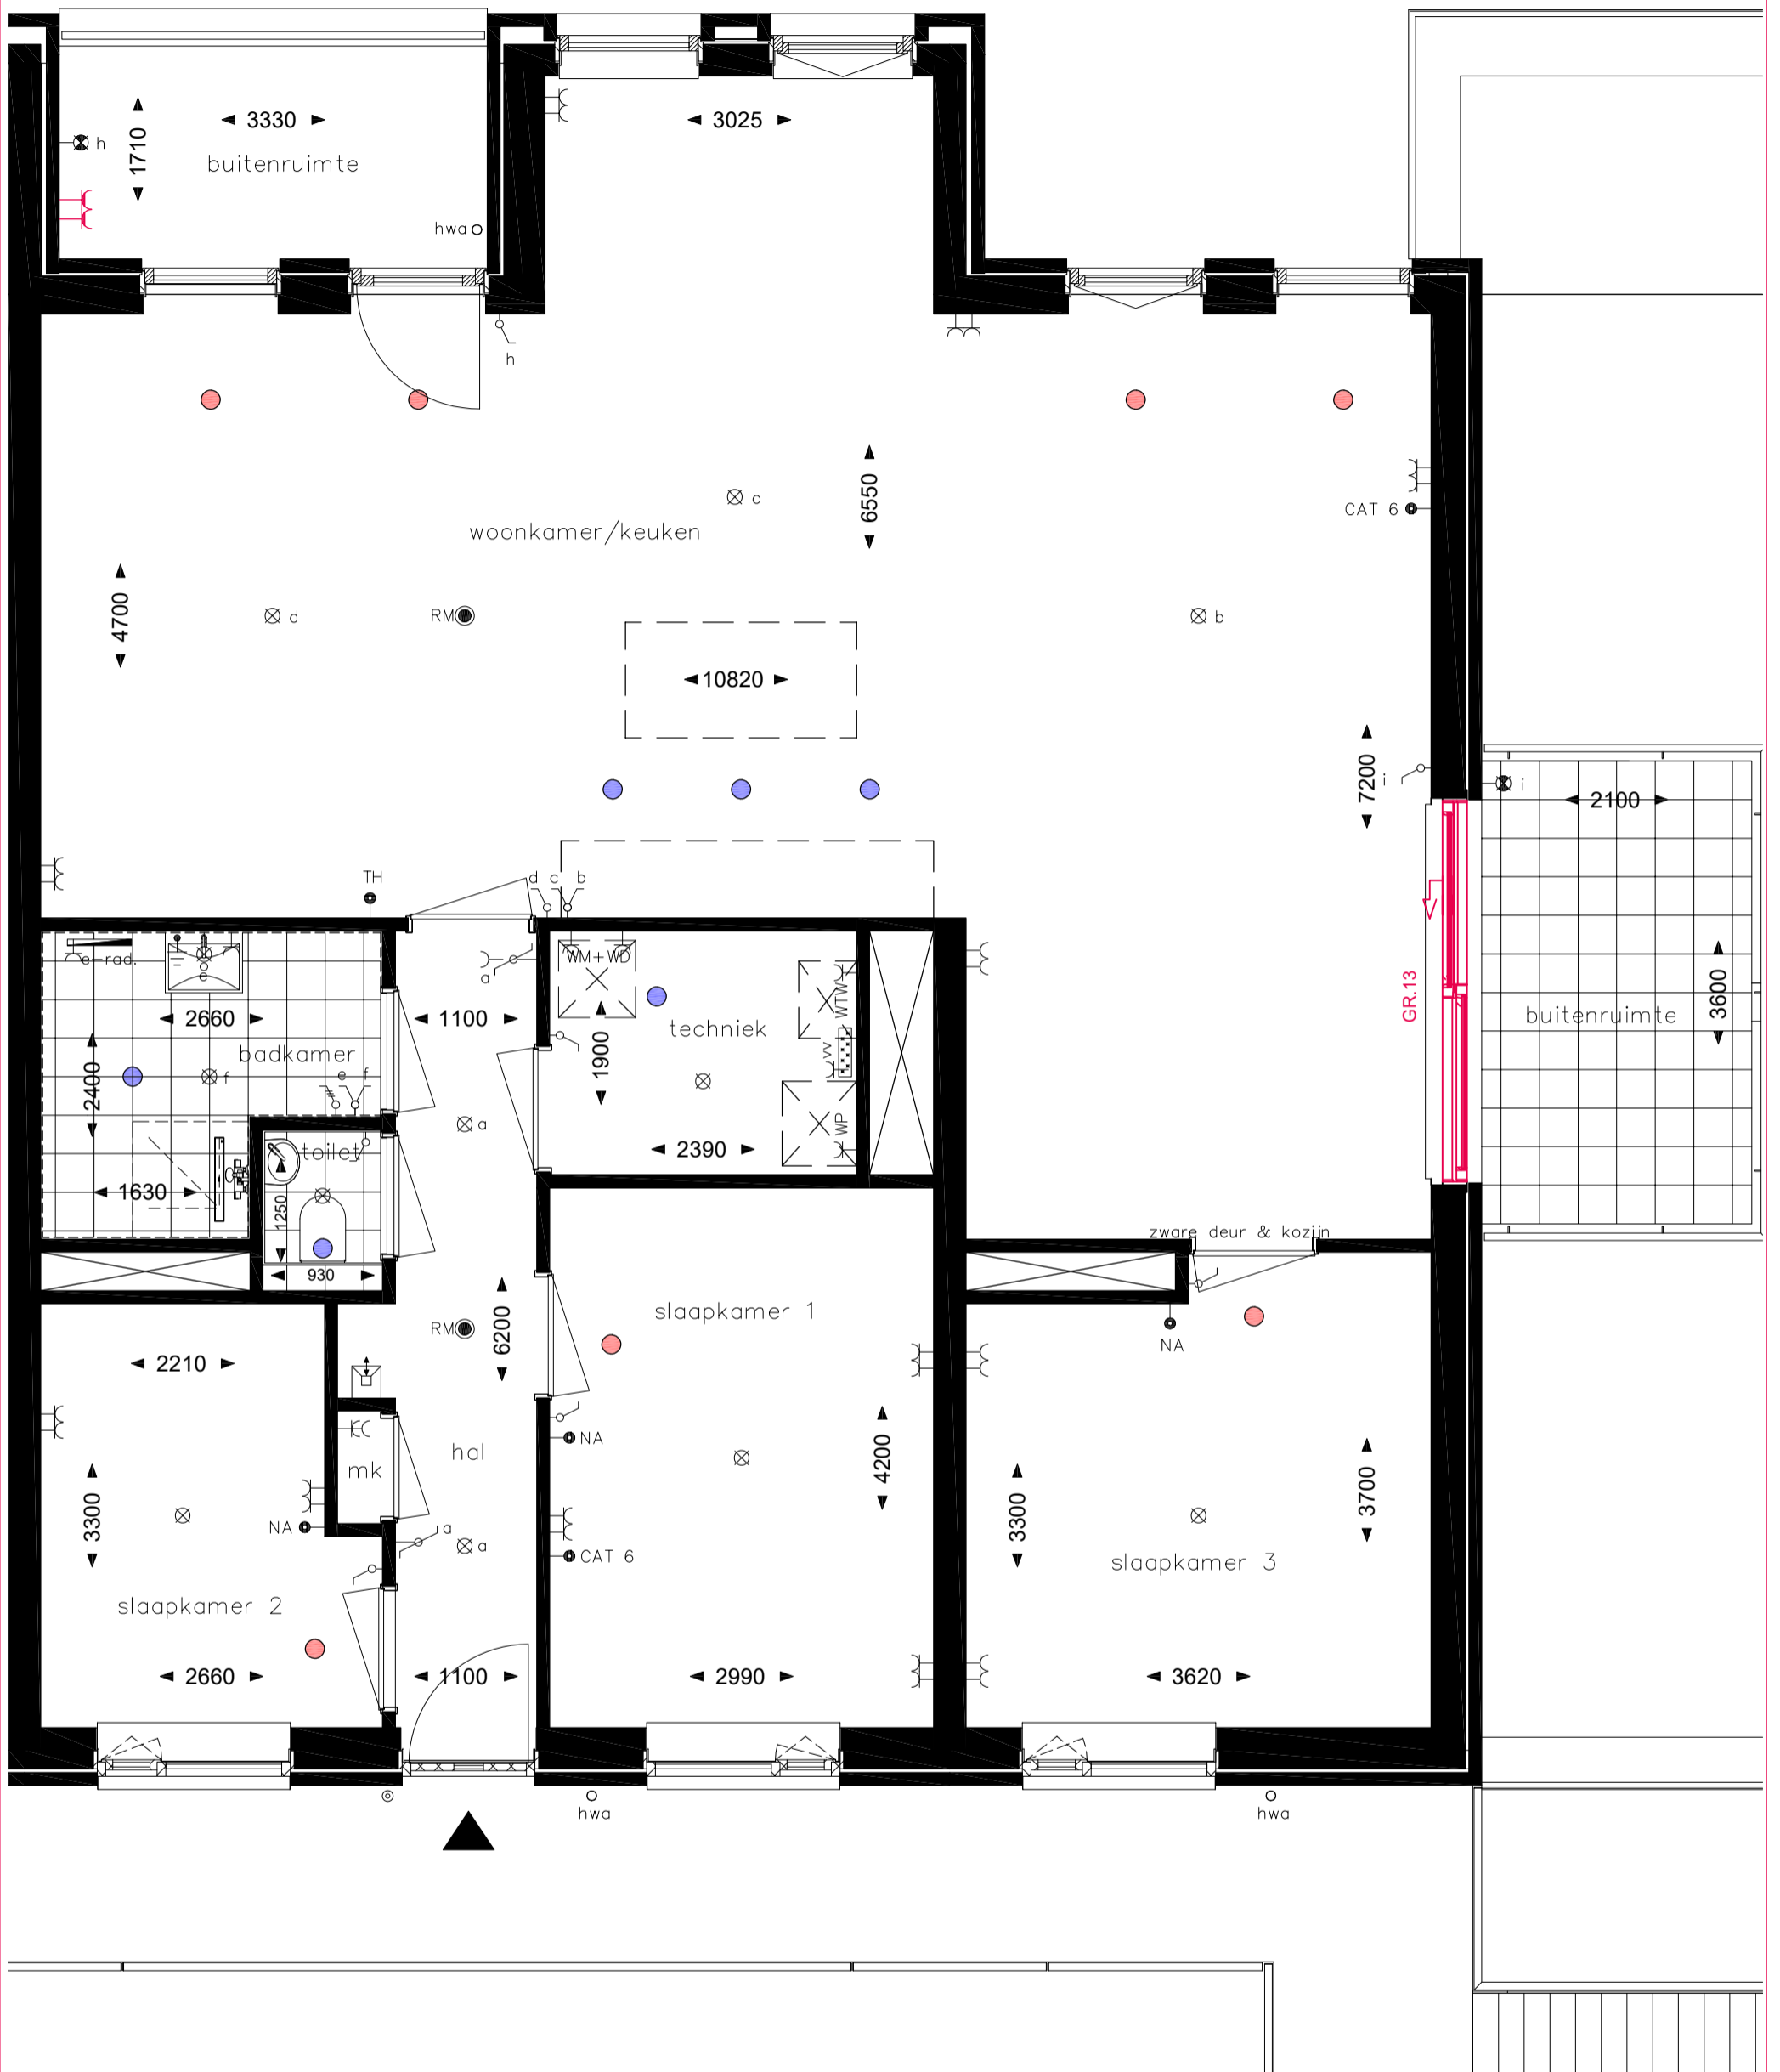 3330
3025
1710
h
buitenruimte
hwa
h
c
6550
CAT 6
woonkamer/keuken
4700
d
RM
b
10820
7200
i
i
2100
TH
d c b
e-rad.
e
a
WM+WD
WTW
GR.13
3600
buitenruimte
2660
1100
techniek
badkamer
1900
VV
2400
f
e f
a
WP
toilet
2390
1630
1250
zware deur & kozijn
930
slaapkamer 1
RM
6200
NA
2210
NA
hal
4200
mk
3300
3300
3700
NA
a
a
CAT 6
slaapkamer 3
slaapkamer 2
2660
1100
2990
3620
hwa
hwa